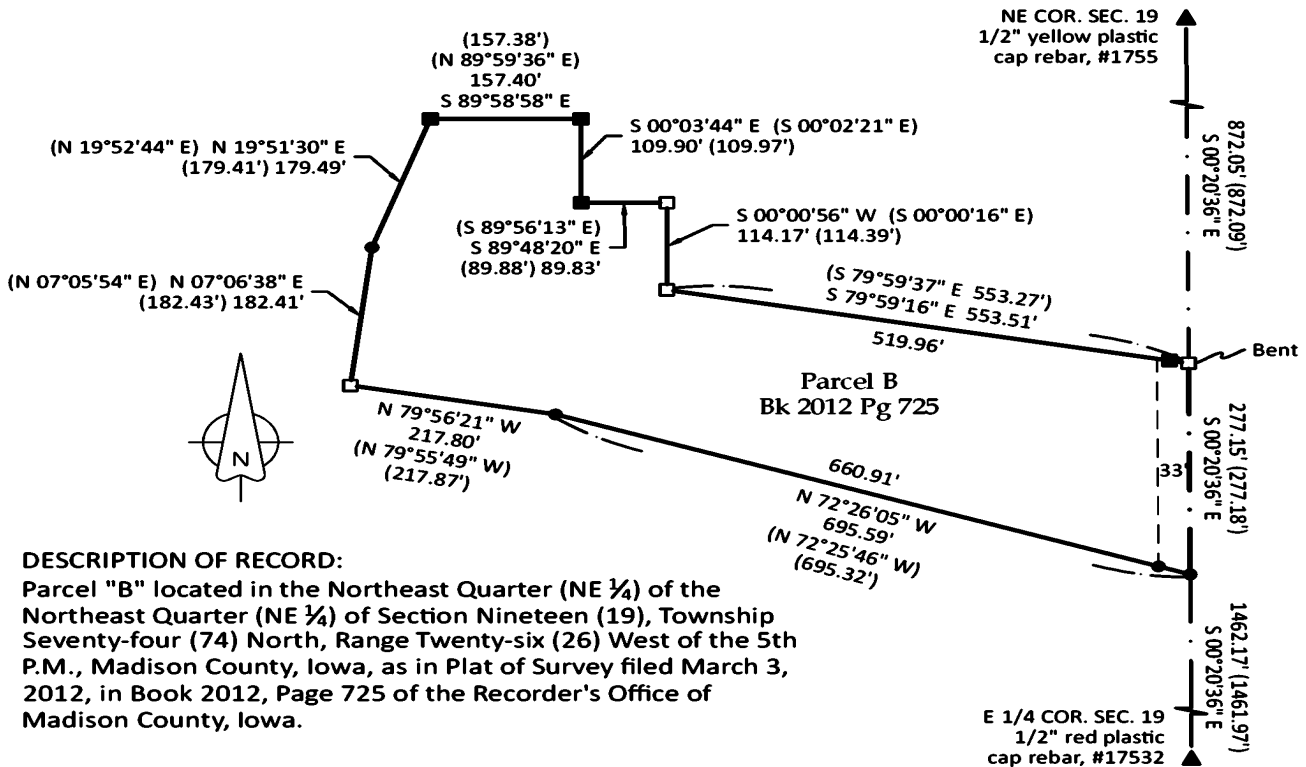 NE COR. SEC. 19
1/2" yellow plastic
cap rebar, #1755
(157.38')
(N 89°59'36" E)
157.40'
S 89°58'58" E
(N 19°52'44" E) N 19°51'30" E
(179.41') 179.49'
S 00°03'44" E (S 00°02'21" E)
109.90' (109.97')
872.05' (872.09')
S 00°20'36" E
(S 89°56'13" E)
S 89°48'20" E
(89.88') 89.83'
S 00°00'56" W (S 00°00'16" E)
114.17' (114.39')
(N 07°05'54" E) N 07°06'38" E
(182.43') 182.41'
(S 79°59'37" E 553.27')
S 79°59'16" E 553.51'
519.96'
Bent
Parcel B
Bk 2012 Pg 725
N 79°56'21" W
217.80'
(N 79°55'49" W)
(217.87')
N
277.15' (277.18')
S 00°20'36" E
33'
660.91'
N 72°26'05" W
695.59'
(N 72°25'46" W)
(695.32')
DESCRIPTION OF RECORD:
Parcel "B" located in the Northeast Quarter (NE ¼) of the
Northeast Quarter (NE ¼) of Section Nineteen (19), Township
Seventy-four (74) North, Range Twenty-six (26) West of the 5th
P.M., Madison County, Iowa, as in Plat of Survey filed March 3,
2012, in Book 2012, Page 725 of the Recorder's Office of
Madison County, Iowa.
1462.17' (1461.97')
S 00°20'36" E
E 1/4 COR. SEC. 19
1/2" red plastic
cap rebar, #17532